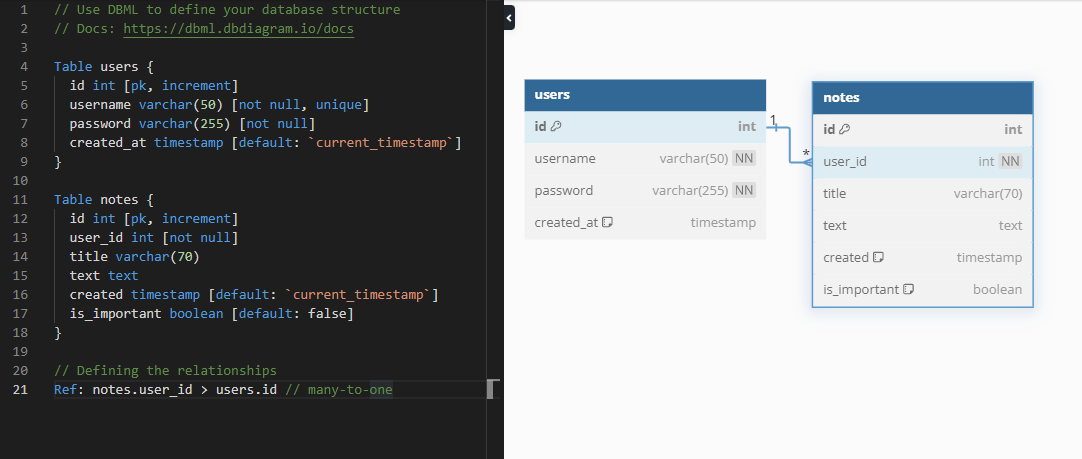 1 // Use DBML to define your database structure
2 // Docs: https://dbml.dbdiagram.io/docs
3
4 Table users {
5 id int [pk, increment]
6 username varchar(50) [not null, unique]
7 password varchar(255) [not null]
8 created_at timestamp [default: `current_timestamp`]
9 }
10
11 Table notes {
12 id int [pk, increment]
13 user_id int [not null]
14 title varchar(70)
15 text text
16 created timestamp [default: `current_timestamp`]
17 is_important boolean [default: false]
18 }
19
20 // Defining the relationships
21 Ref: notes.user_id > users.id // many-to-one
users
id int
username varchar(50) NN
password varchar(255) NN
created_at timestamp
1
*
notes
id int
user_id int NN
title varchar(70)
text text
created timestamp
is_important boolean